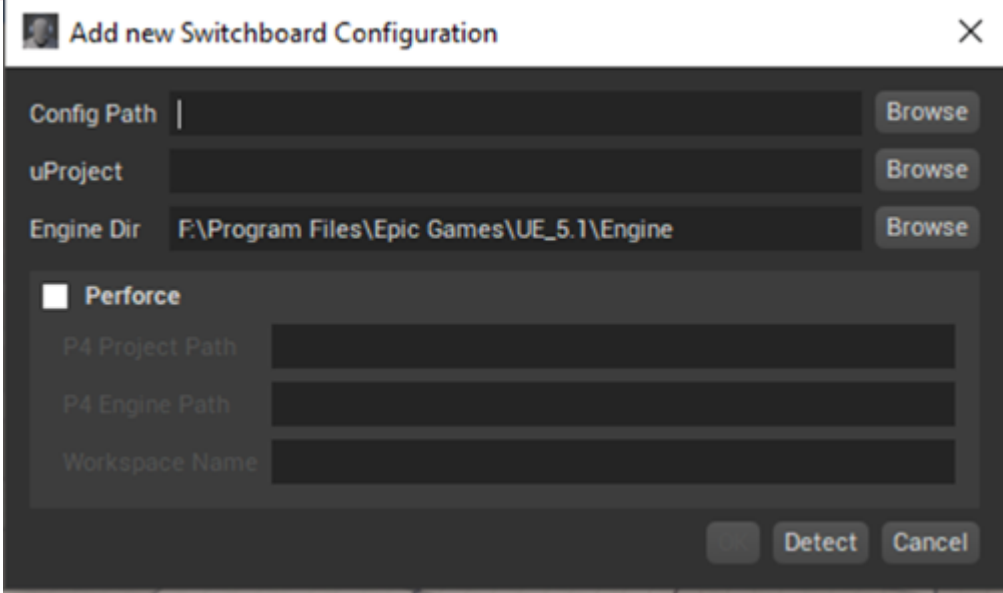 Add new Switchboard Configuration
Config Path Browse
uProject Browse
Engine Dir F:\Program Files\Epic Games\UE_5.1\Engine Browse
Perforce
P4 Project Path
P4 Engine Path
Workspace Name
OK Detect Cancel